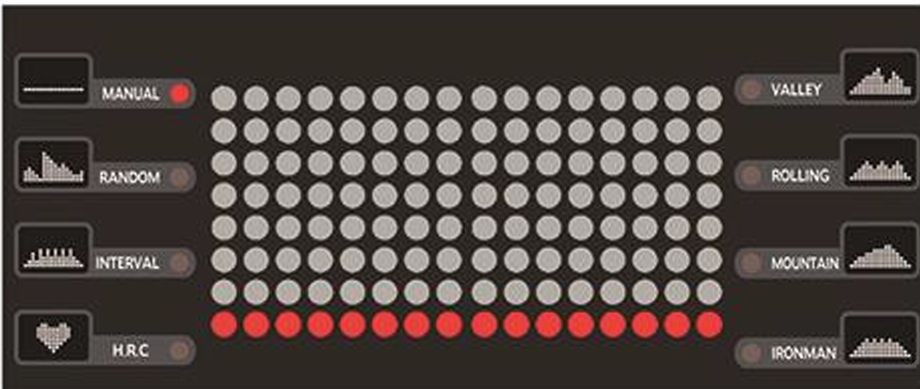 MANUAL
RANDOM
INTERVAL
H.R.C
VALLEY
ROLLING
MOUNTAIN
IRONMAN